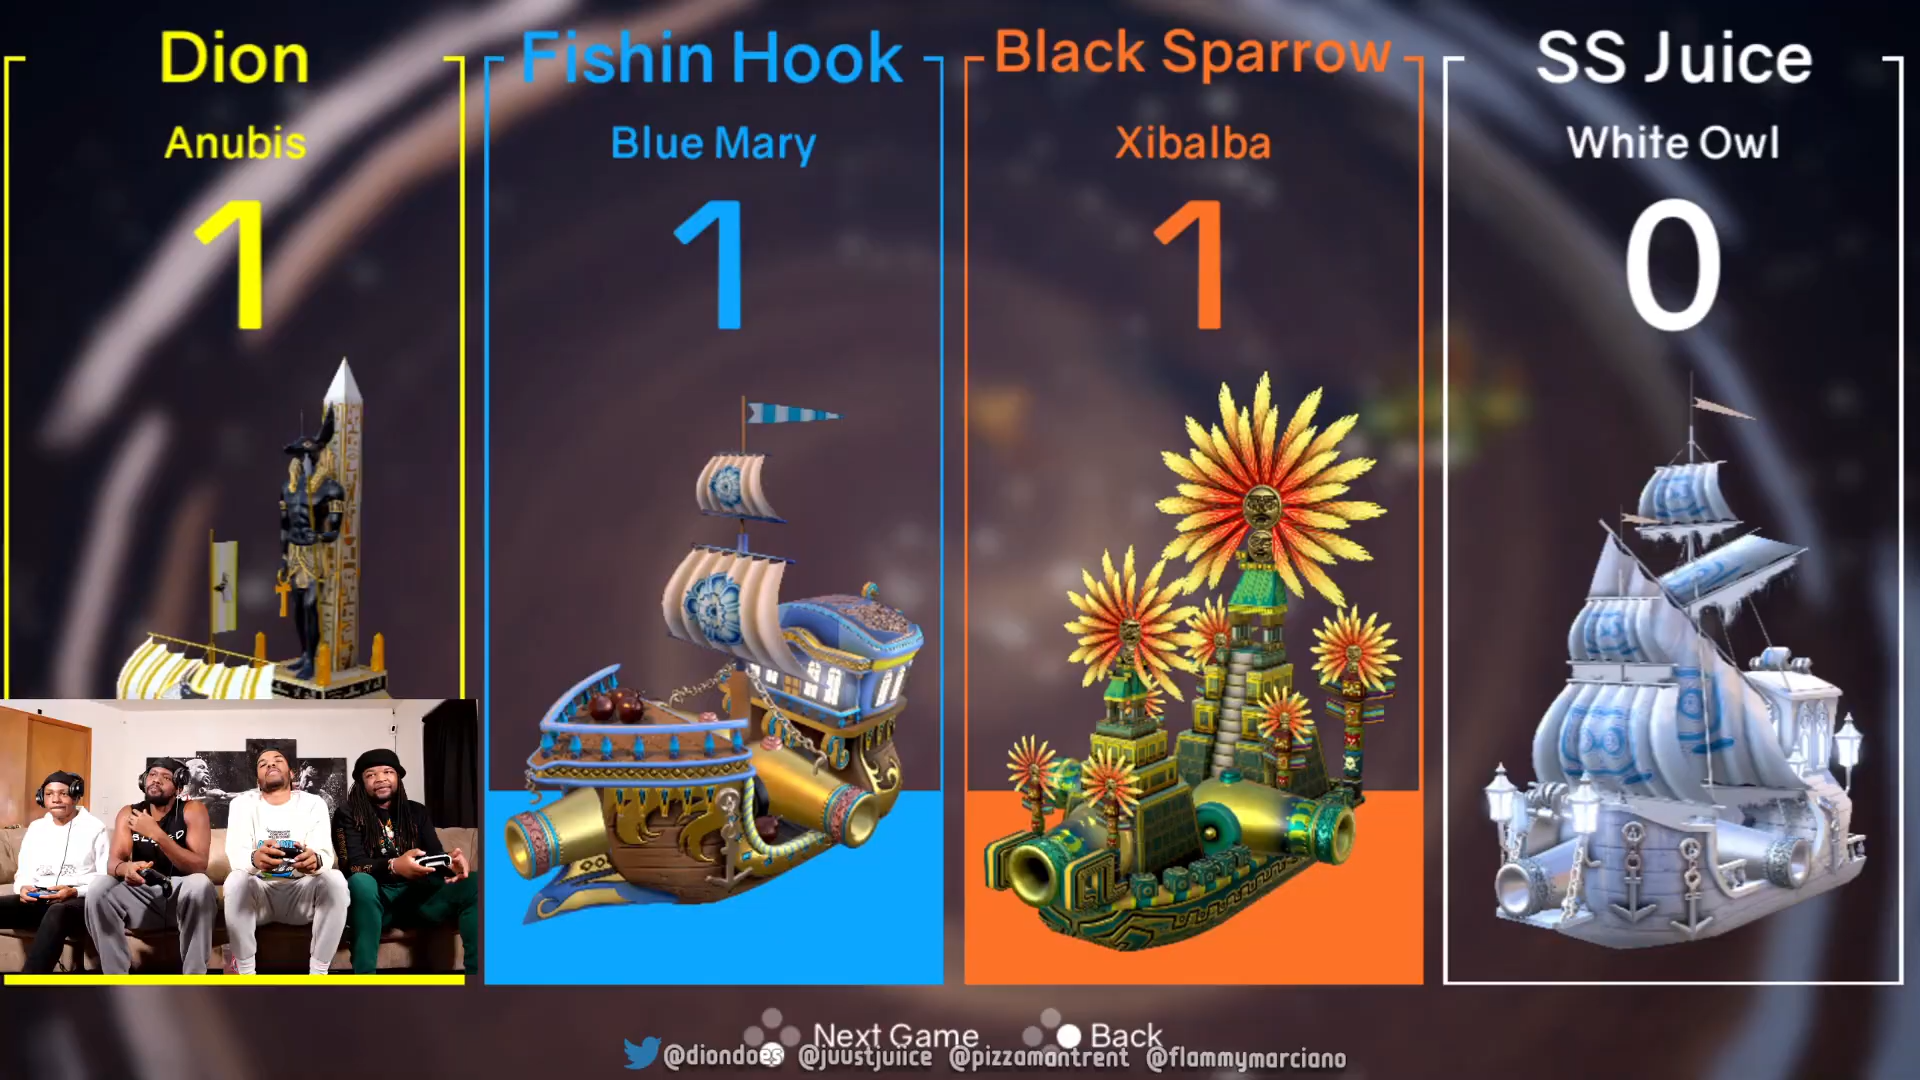 Dion
Anubis
1
Fishin Hook
Blue Mary
1
Black Sparrow
Xibalba
1
SS Juice
White Owl
0
Next Game
Back
@diondoes @juustjuiice @pizzamantrent @flammymarciano